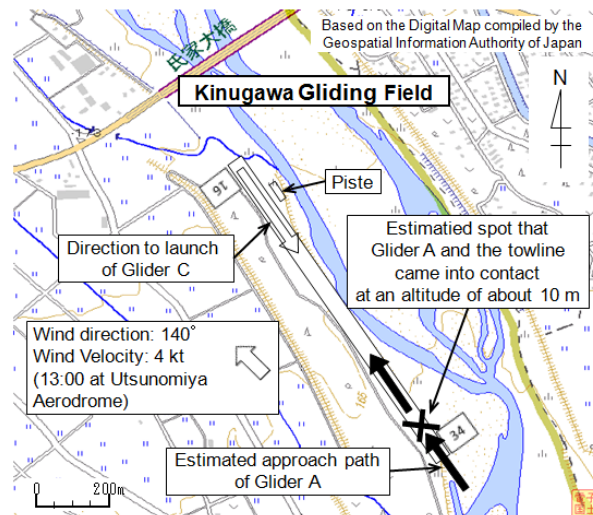 Based on the Digital Map compiled by the
Geospatial Information Authority of Japan
氏家大橋
Kinugawa Gliding Field
N
16
Piste
Direction to launch
of Glider C
Estimatied spot that
Glider A and the towline
came into contact
at an altitude of about 10 m
Wind direction: 140°
Wind Velocity: 4 kt
(13:00 at Utsunomiya
Aerodrome)
165
34
Estimated approach path
of Glider A
0 200m